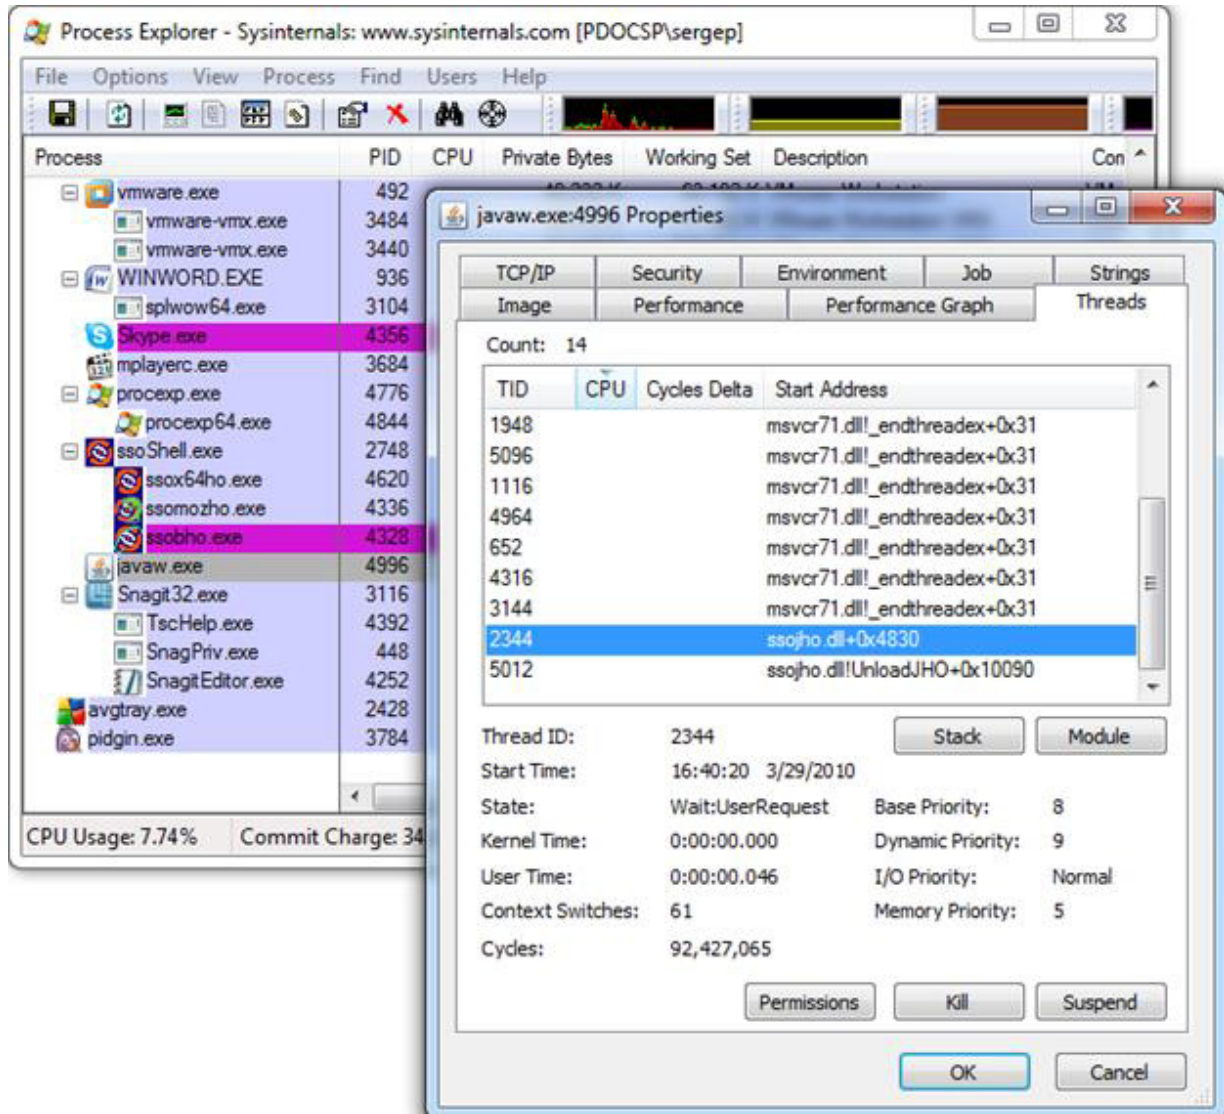 Process Explorer - Sysinternals: www.sysinternals.com [PDOCSP\sergep]
File Options View Process Find Users Help
Process PID CPU Private Bytes Working Set Description Con
vmware.exe 492
vmware-vmx.exe 3484
vmware-vmx.exe 3440
WINWORD.EXE 936
splwow64.exe 3104
Skype.exe 4356
mplayerc.exe 3684
procexp.exe 4776
procexp64.exe 4844
ssoShell.exe 2748
ssox64ho.exe 4620
ssomozho.exe 4336
ssobho.exe 4328
javaw.exe 4996
Snagit32.exe 3116
TscHelp.exe 4392
SnagPriv.exe 448
SnagitEditor.exe 4252
avgtray.exe 2428
pidgin.exe 3784
CPU Usage: 7.74% Commit Charge: 34
javaw.exe:4996 Properties
TCP/IP Security Environment Job Strings
Image Performance Performance Graph Threads
Count: 14
TID CPU Cycles Delta Start Address
1948 msvcr71.dll!_endthreadex+0x31
5096 msvcr71.dll!_endthreadex+0x31
1116 msvcr71.dll!_endthreadex+0x31
4964 msvcr71.dll!_endthreadex+0x31
652 msvcr71.dll!_endthreadex+0x31
4316 msvcr71.dll!_endthreadex+0x31
3144 msvcr71.dll!_endthreadex+0x31
2344 ssojho.dll+0x4830
5012 ssojho.dll!UnloadJHO+0x10090
Thread ID: 2344 Stack Module
Start Time: 16:40:20 3/29/2010
State: Wait:UserRequest Base Priority: 8
Kernel Time: 0:00:00.000 Dynamic Priority: 9
User Time: 0:00:00.046 I/O Priority: Normal
Context Switches: 61 Memory Priority: 5
Cycles: 92,427,065
Permissions Kill Suspend
OK Cancel